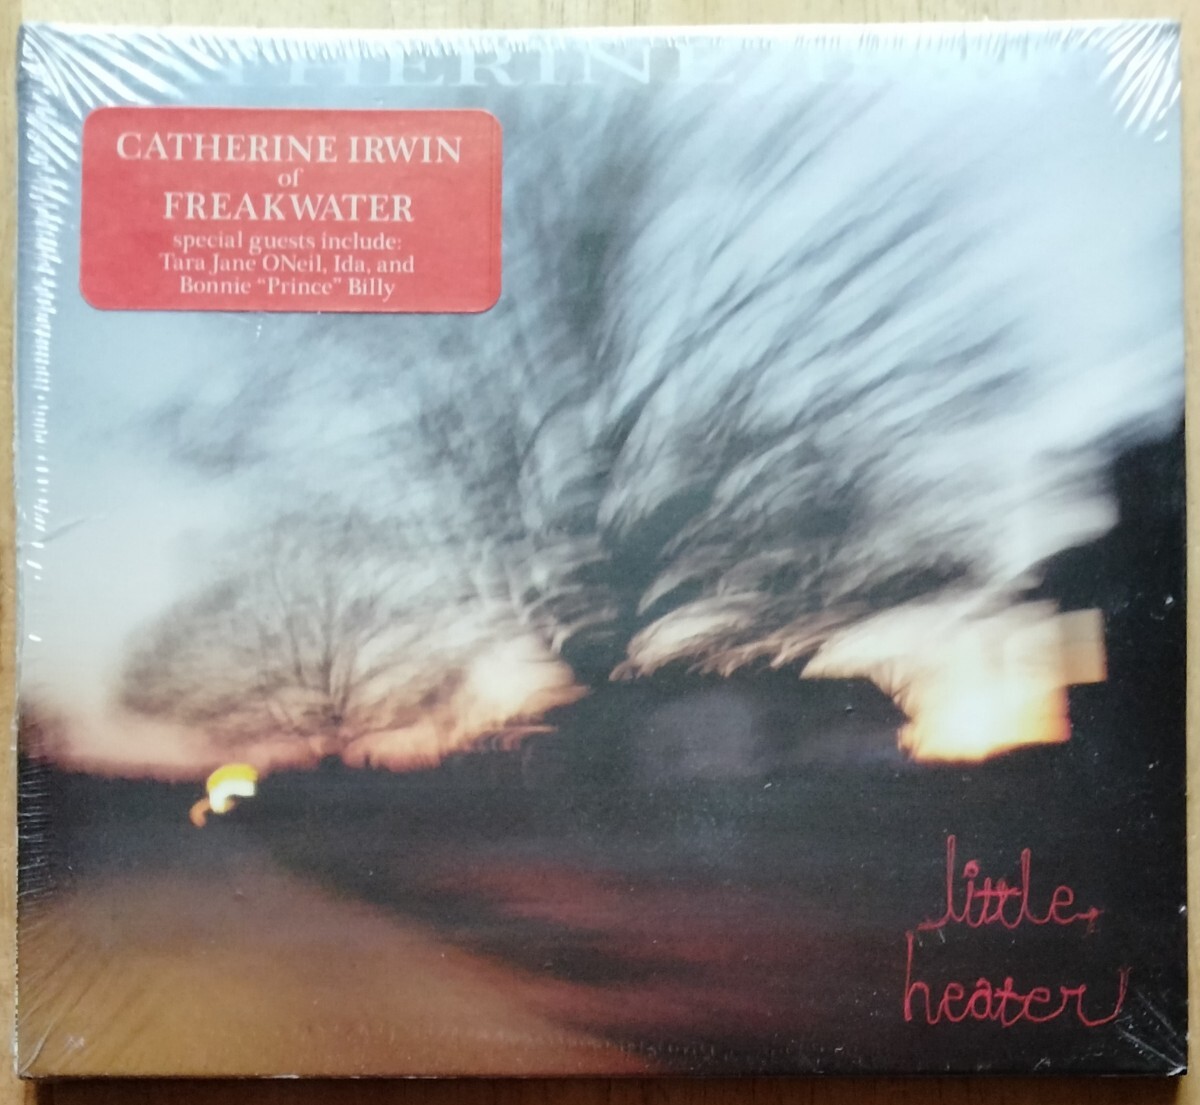 CATHERINE IRWIN
of
FREAKWATER
special guests include:
Tara Jane ONeil, Ida, and
Bonnie “Prince” Billy
little
heater